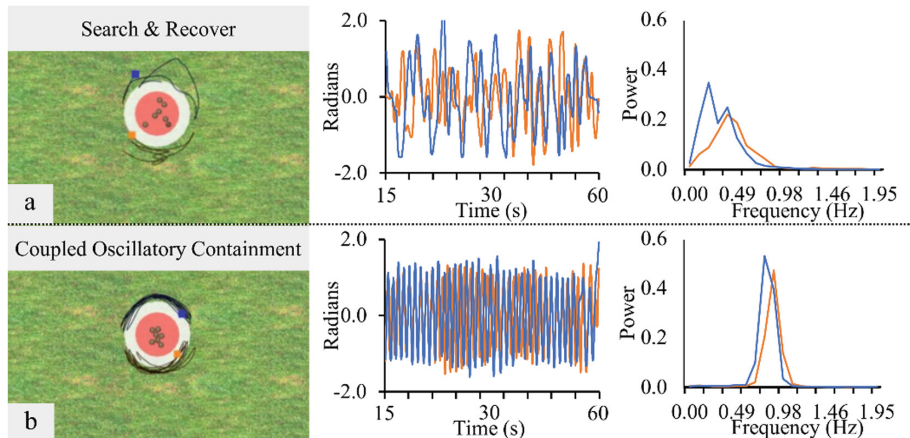 Search & Recover
a
2.0
0.0
-2.0
Radians
15 30 60
Time (s)
0.6
0.4
0.2
0.0
Power
0.00 0.49 0.98 1.46 1.95
Frequency (Hz)
Coupled Oscillatory Containment
b
2.0
0.0
-2.0
Radians
15 30 60
Time (s)
0.6
0.4
0.2
0.0
Power
0.00 0.49 0.98 1.46 1.95
Frequency (Hz)